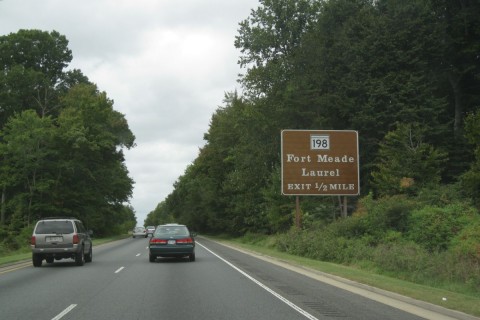 198
Fort Meade
Laurel
EXIT 1/2 MILE